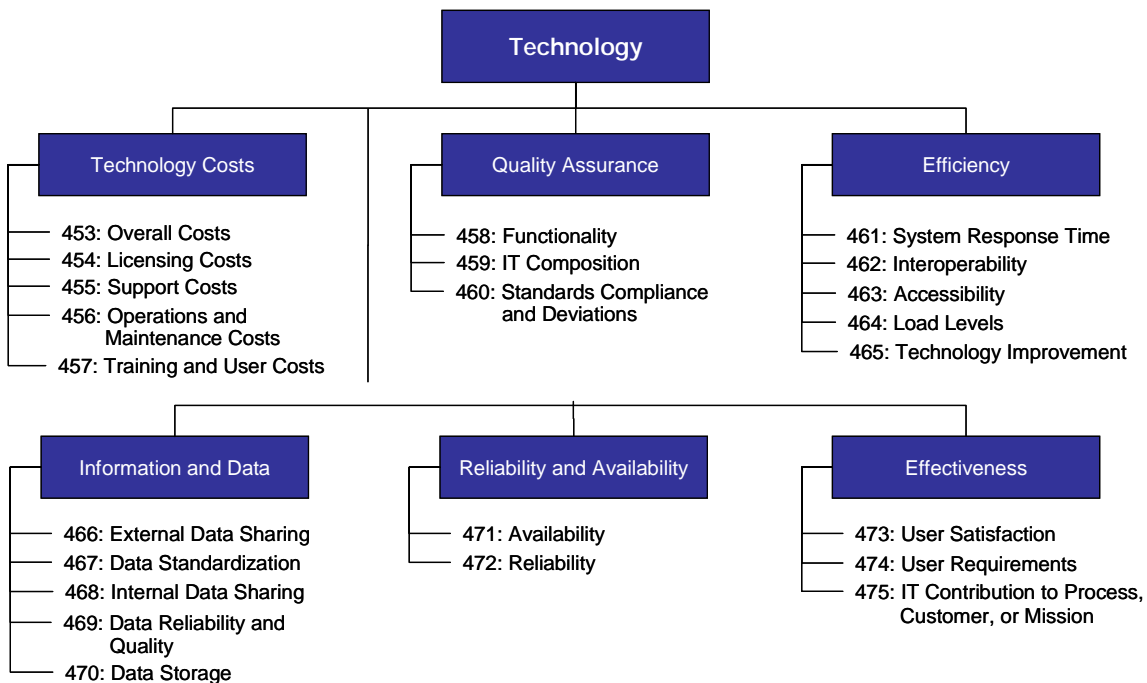 Technology
Technology Costs
453: Overall Costs
454: Licensing Costs
455: Support Costs
456: Operations and
Maintenance Costs
457: Training and User Costs
Quality Assurance
458: Functionality
459: IT Composition
460: Standards Compliance
and Deviations
Efficiency
461: System Response Time
462: Interoperability
463: Accessibility
464: Load Levels
465: Technology Improvement
Information and Data
466: External Data Sharing
467: Data Standardization
468: Internal Data Sharing
469: Data Reliability and
Quality
470: Data Storage
Reliability and Availability
471: Availability
472: Reliability
Effectiveness
473: User Satisfaction
474: User Requirements
475: IT Contribution to Process,
Customer, or Mission